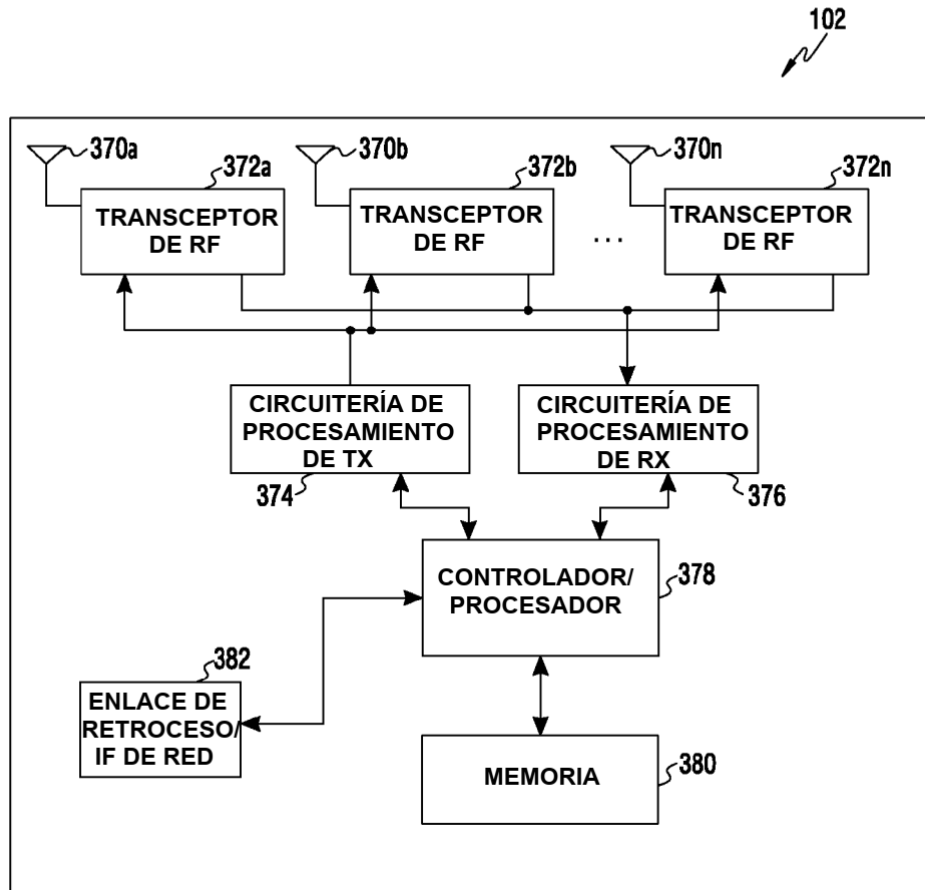 102
370a
370b
370n
372a
372b
372n
TRANSCEPTOR
DE RF
TRANSCEPTOR
DE RF
...
TRANSCEPTOR
DE RF
CIRCUITERÍA DE
PROCESAMIENTO
DE TX
374
CIRCUITERÍA DE
PROCESAMIENTO
DE RX
376
CONTROLADOR/
PROCESADOR
378
382
ENLACE DE
RETROCESO/
IF DE RED
MEMORIA
380